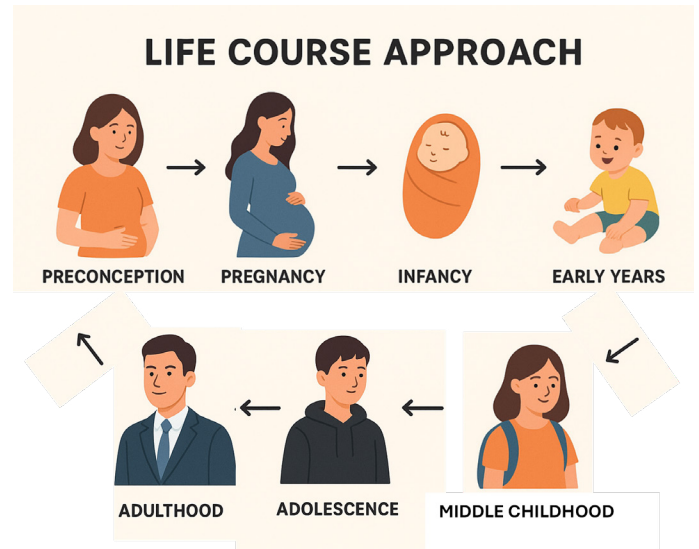 LIFE COURSE APPROACH
PRECONCEPTION
PREGNANCY
INFANCY
EARLY YEARS
ADULTHOOD
ADOLESCENCE
MIDDLE CHILDHOOD